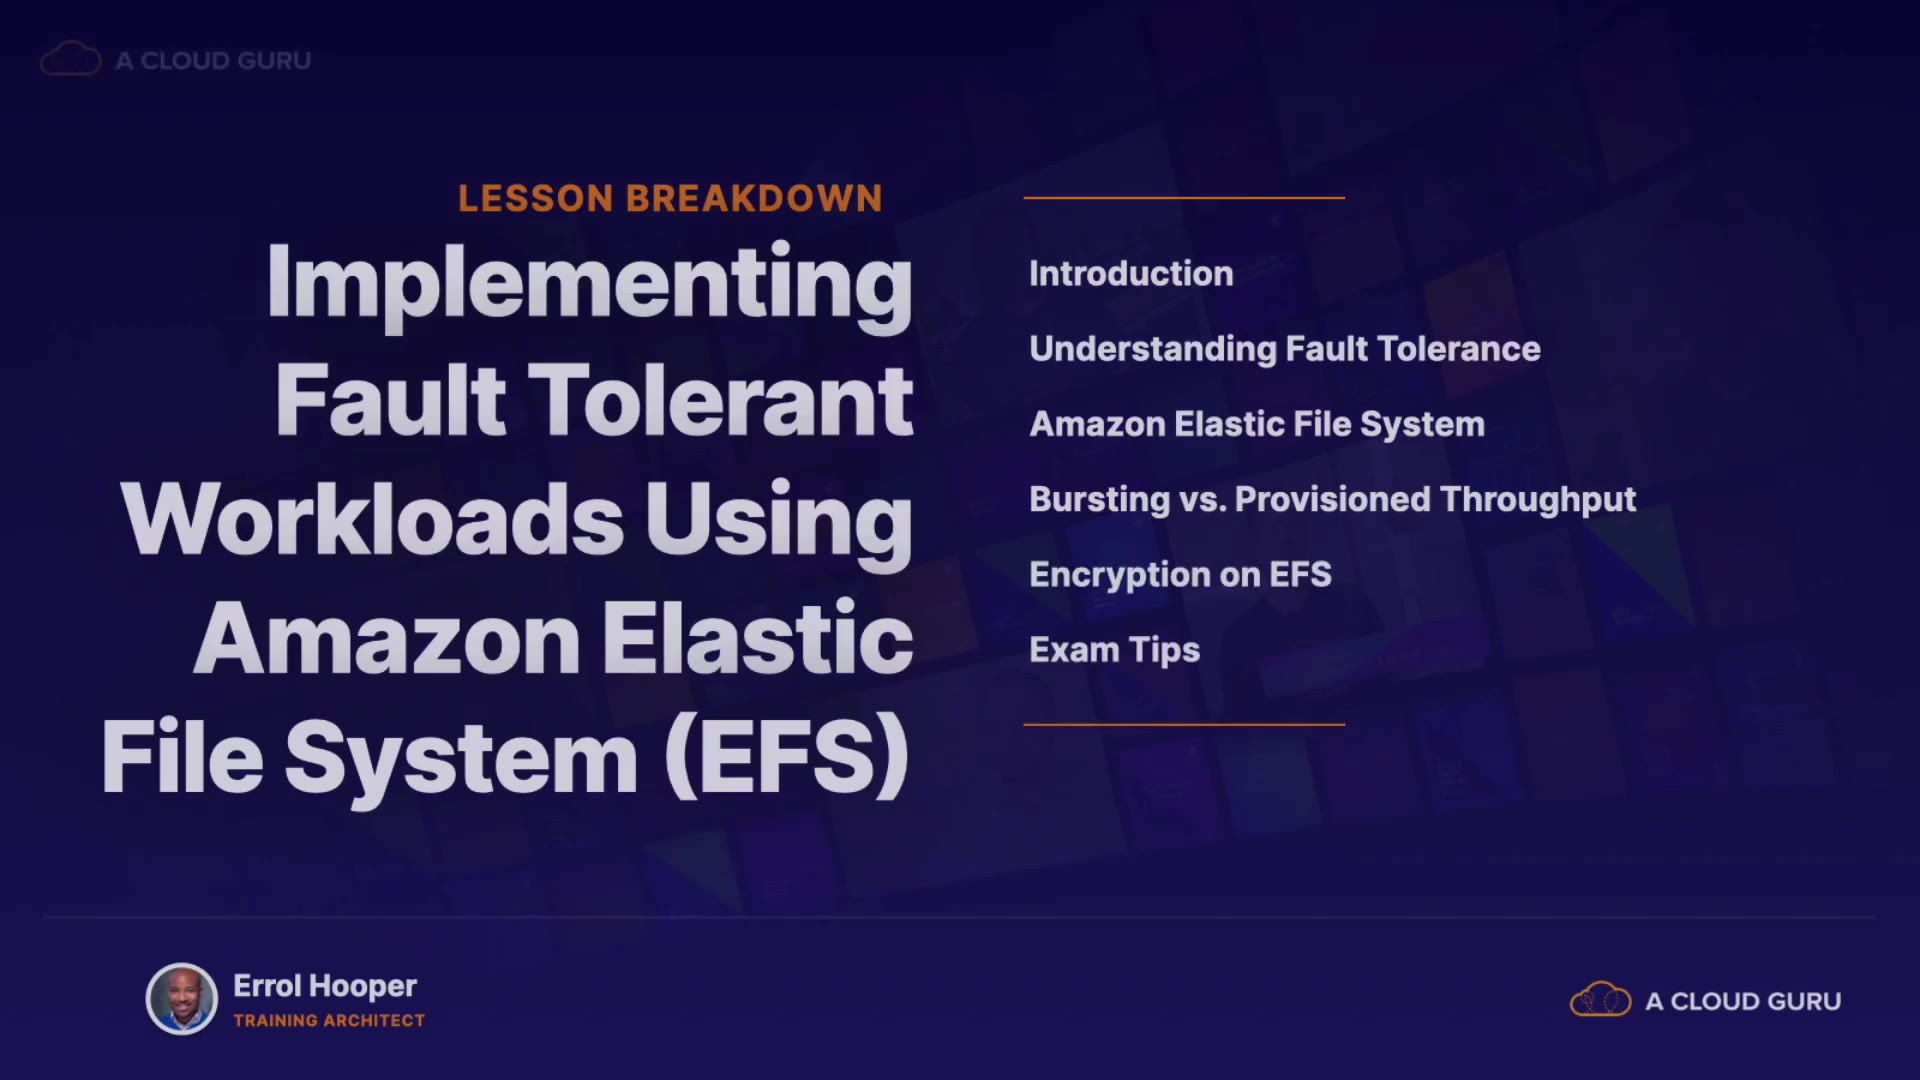 A CLOUD GURU
LESSON BREAKDOWN
Implementing
Fault Tolerant
Workloads Using
Amazon Elastic
File System (EFS)
Introduction
Understanding Fault Tolerance
Amazon Elastic File System
Bursting vs. Provisioned Throughput
Encryption on EFS
Exam Tips
Errol Hooper
TRAINING ARCHITECT
A CLOUD GURU